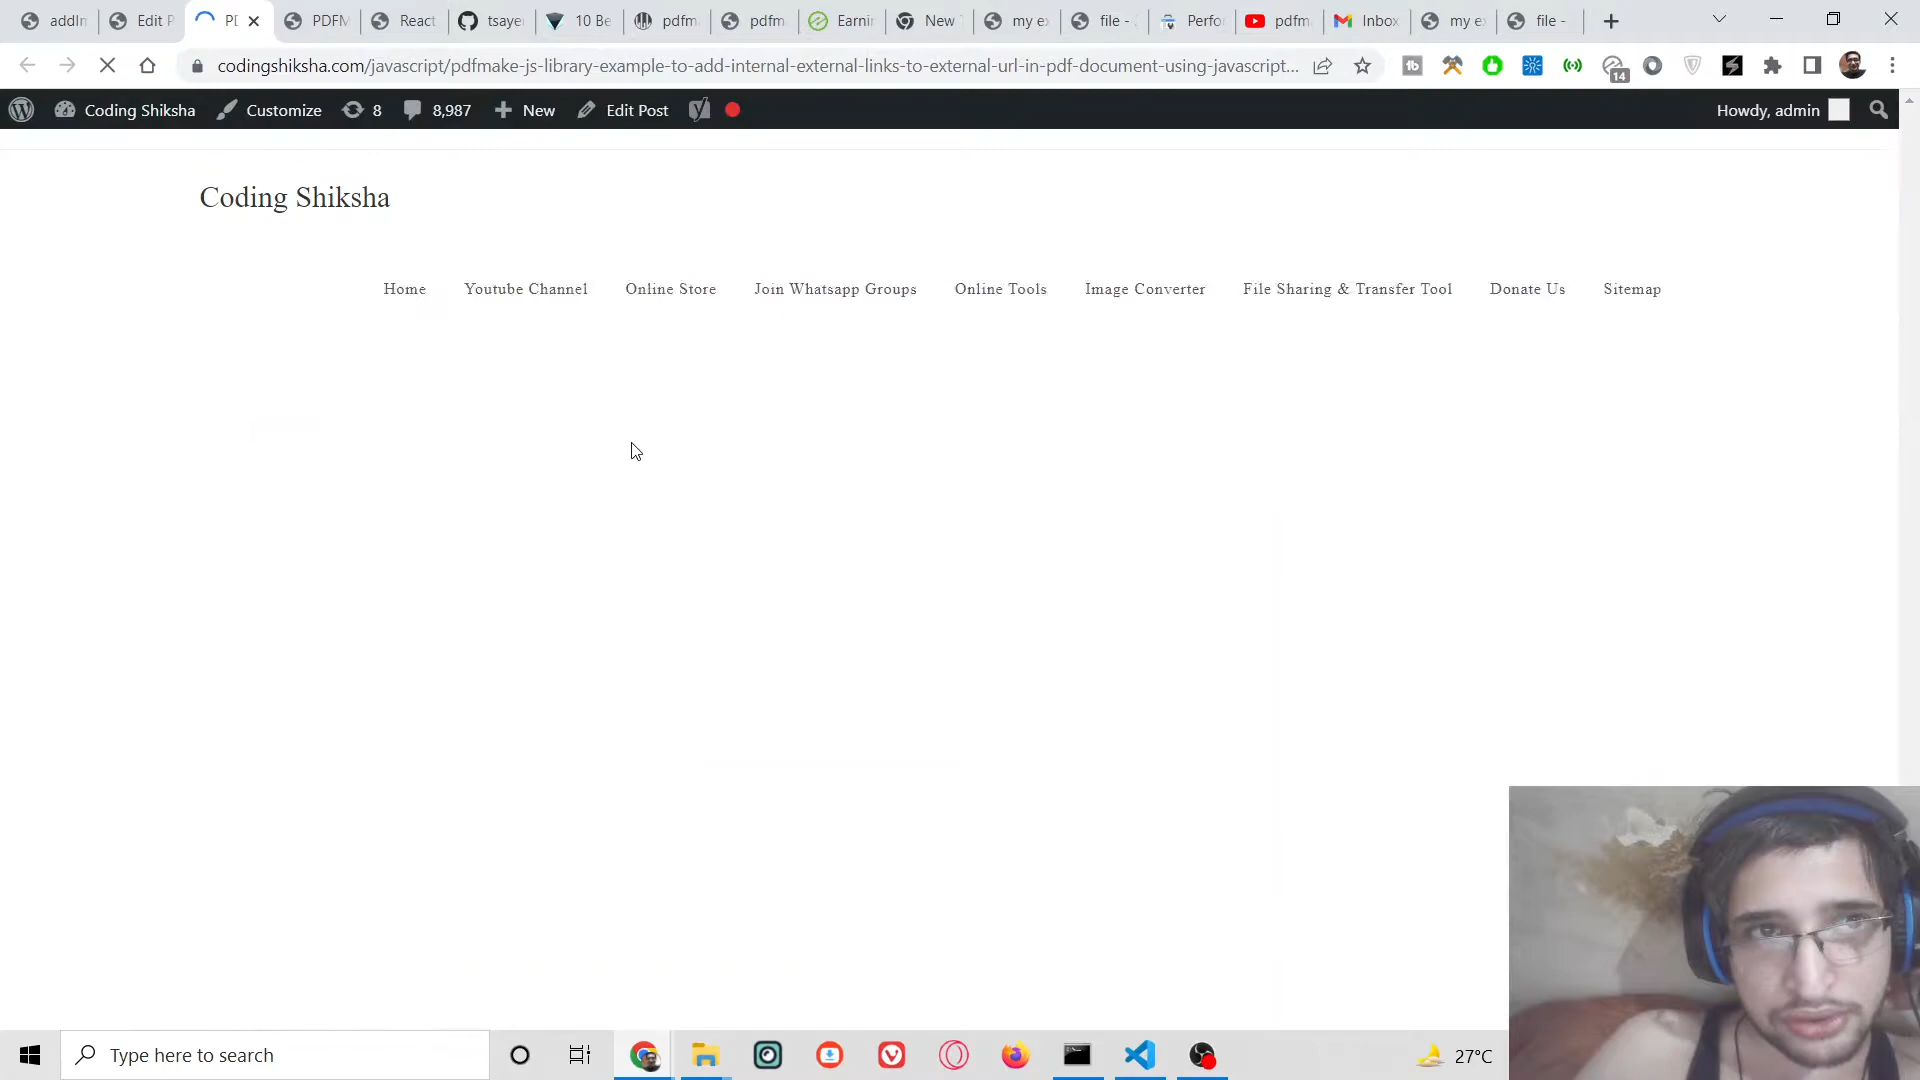 addIn
Edit P
PD
PDFM
React
tsaye
10 Be
pdfm
pdfm
Earni
New
my e
file -
Perfo
pdfm
Inbox
my e
file -
codingshiksha.com/javascript/pdfmake-js-library-example-to-add-internal-external-links-to-external-url-in-pdf-document-using-javascript...
14
Coding Shiksha
Customize
8
8,987
New
Edit Post
Howdy, admin
Coding Shiksha
Home
Youtube Channel
Online Store
Join Whatsapp Groups
Online Tools
Image Converter
File Sharing & Transfer Tool
Donate Us
Sitemap
Type here to search
27°C